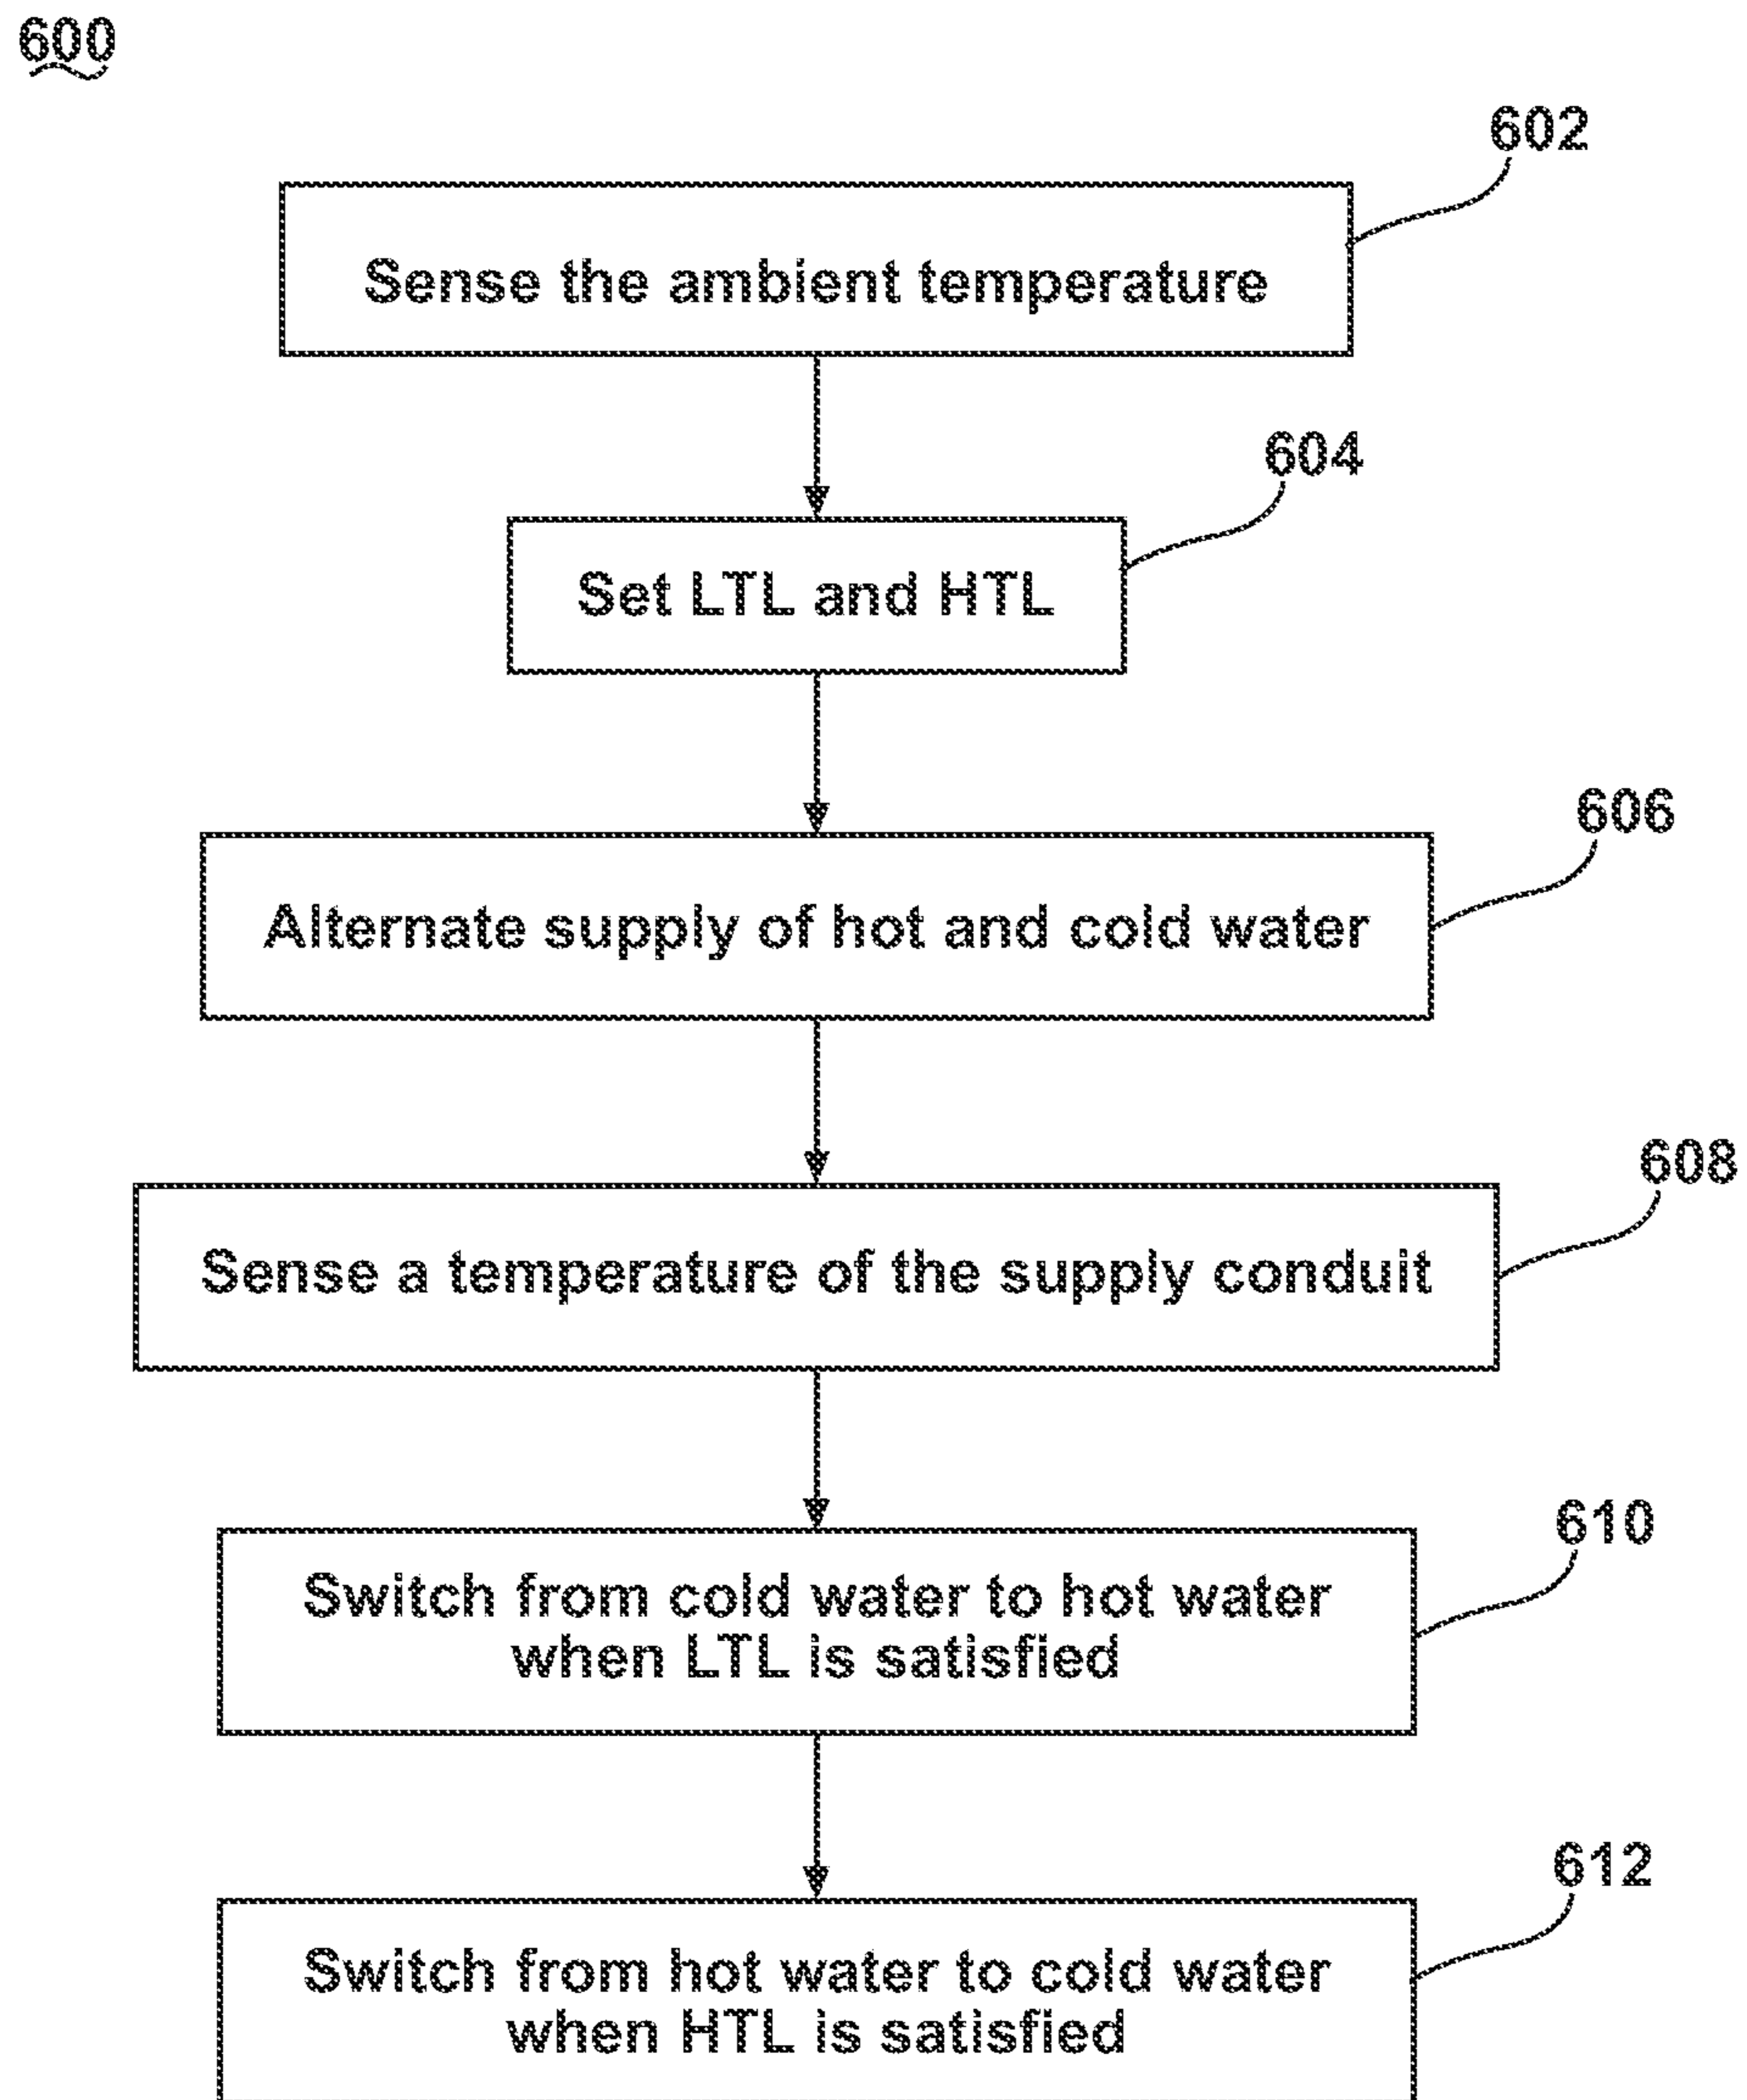 600
602
Sense the ambient temperature
604
Set LTL and HTL
606
Alternate supply of hot and cold water
608
Sense a temperature of the supply conduit
610
Switch from cold water to hot water
when LTL is satisfied
612
Switch from hot water to cold water
when HTL is satisfied